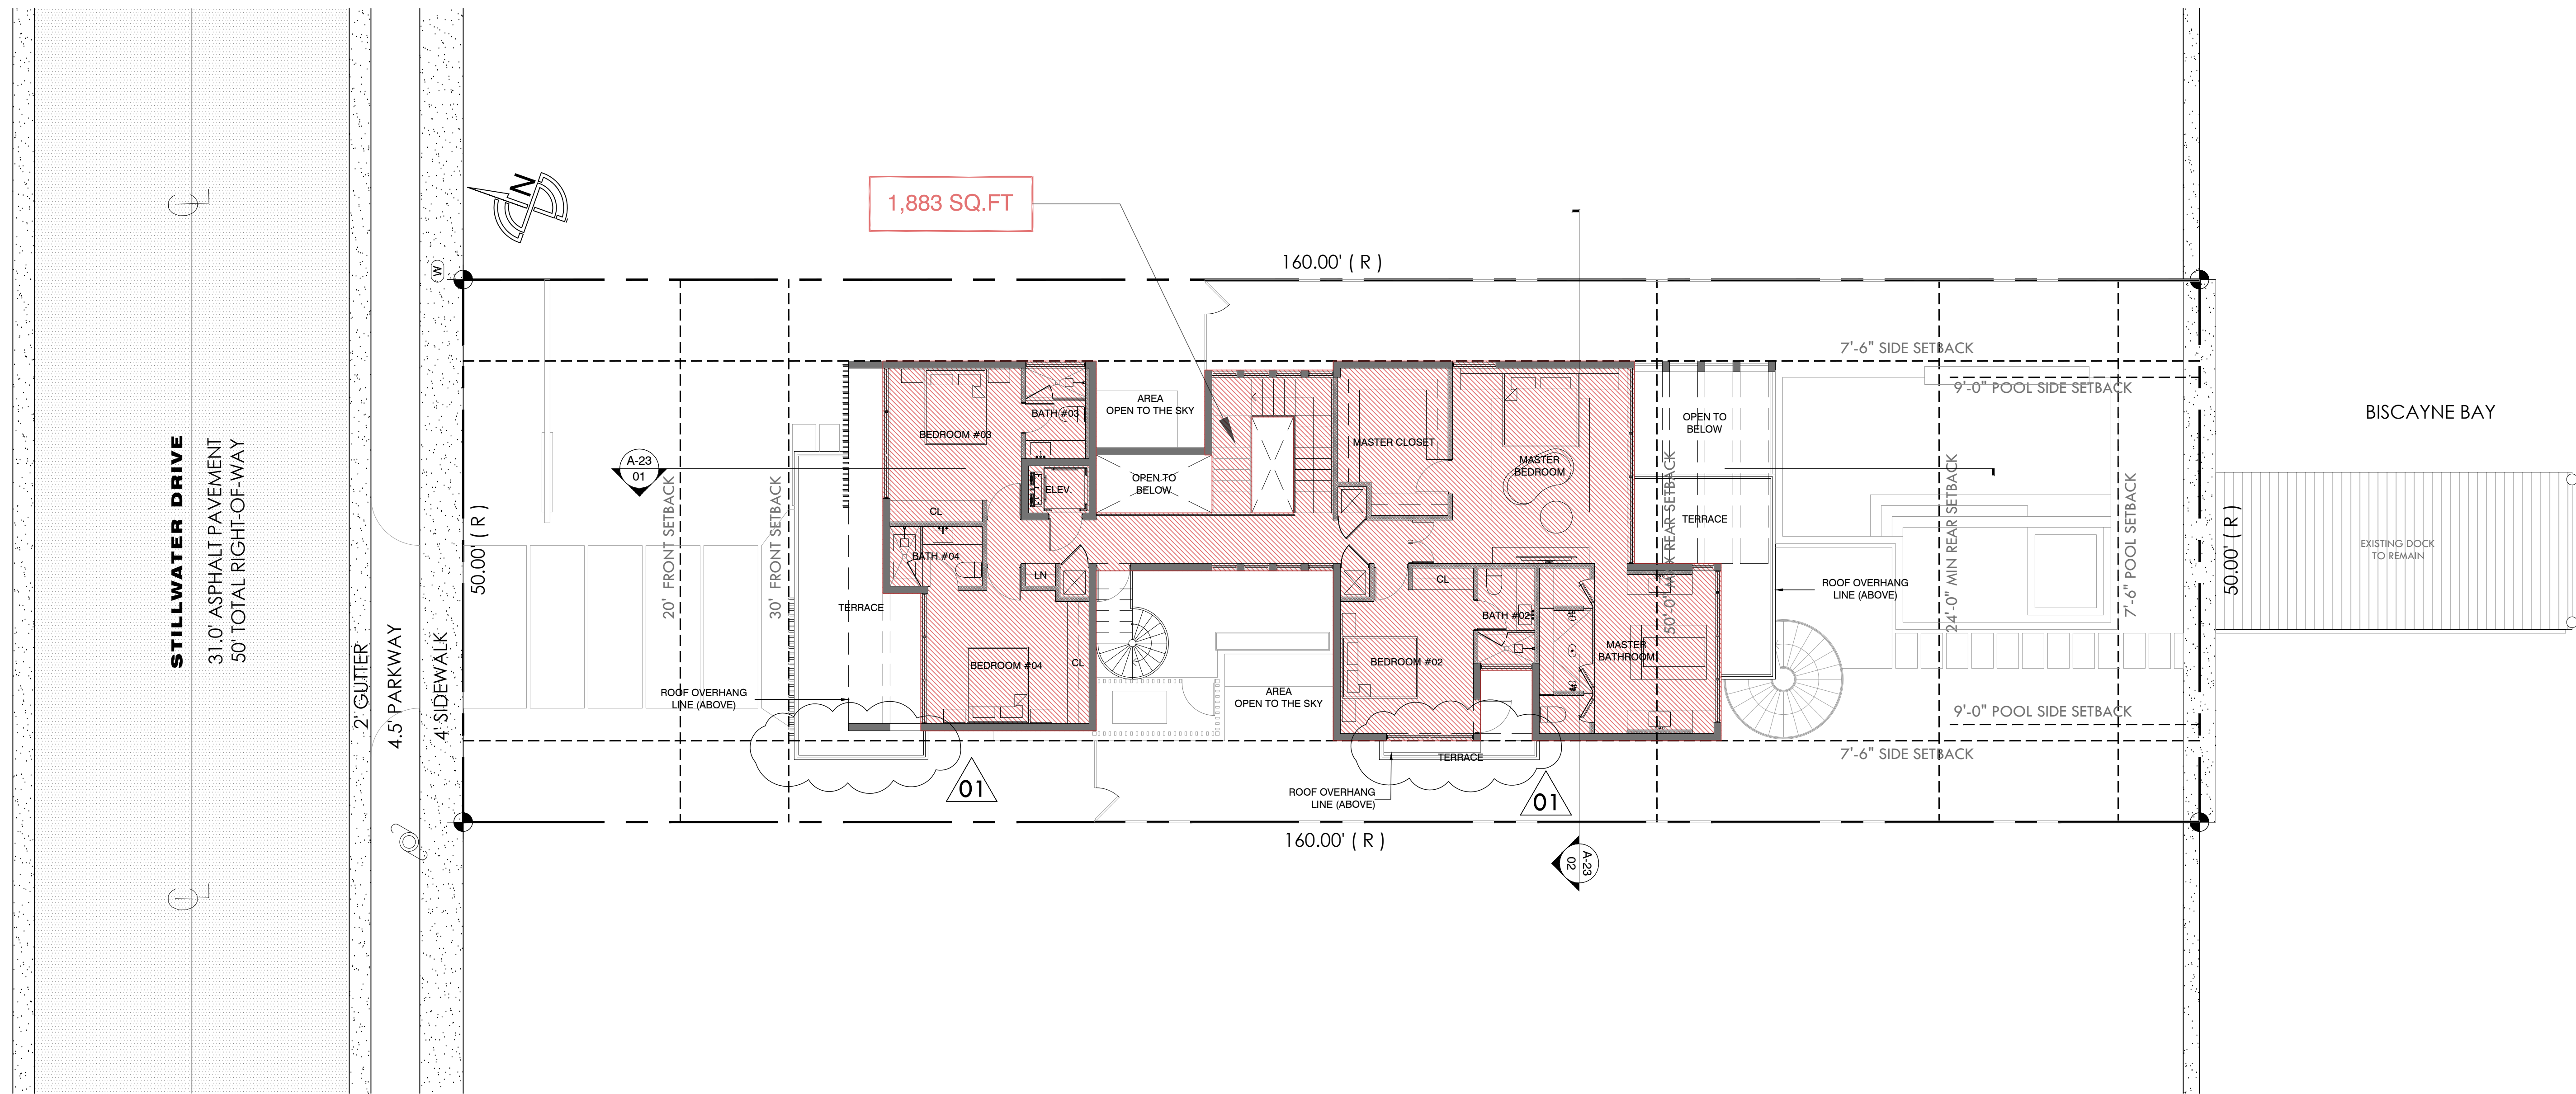 STILLWATER DRIVE
31.0' ASPHALT PAVEMENT
50' TOTAL RIGHT-OF-WAY
2' GUTTER
4.5' PARKWAY
4' SIDEWALK
W
N
1,883 SQ.FT
160.00' ( R )
50.00' ( R )
20' FRONT SETBACK
30' FRONT SETBACK
A-23
01
BEDROOM #03
BATH #03
AREA
OPEN TO THE SKY
ELEV.
OPEN TO
BELOW
CL
BATH #04
LN
TERRACE
BEDROOM #04
CL
ROOF OVERHANG
LINE (ABOVE)
01
MASTER CLOSET
MASTER
BEDROOM
CL
BATH #02
BEDROOM #02
MASTER
BATHROOM
AREA
OPEN TO THE SKY
TERRACE
ROOF OVERHANG
LINE (ABOVE)
01
160.00' ( R )
A-23
02
OPEN TO
BELOW
TERRACE
50'-0" MAX REAR SETBACK
ROOF OVERHANG
LINE (ABOVE)
7'-6" SIDE SETBACK
9'-0" POOL SIDE SETBACK
24'-0" MIN REAR SETBACK
7'-6" POOL SETBACK
9'-0" POOL SIDE SETBACK
7'-6" SIDE SETBACK
50.00' ( R )
BISCAYNE BAY
EXISTING DOCK
TO REMAIN